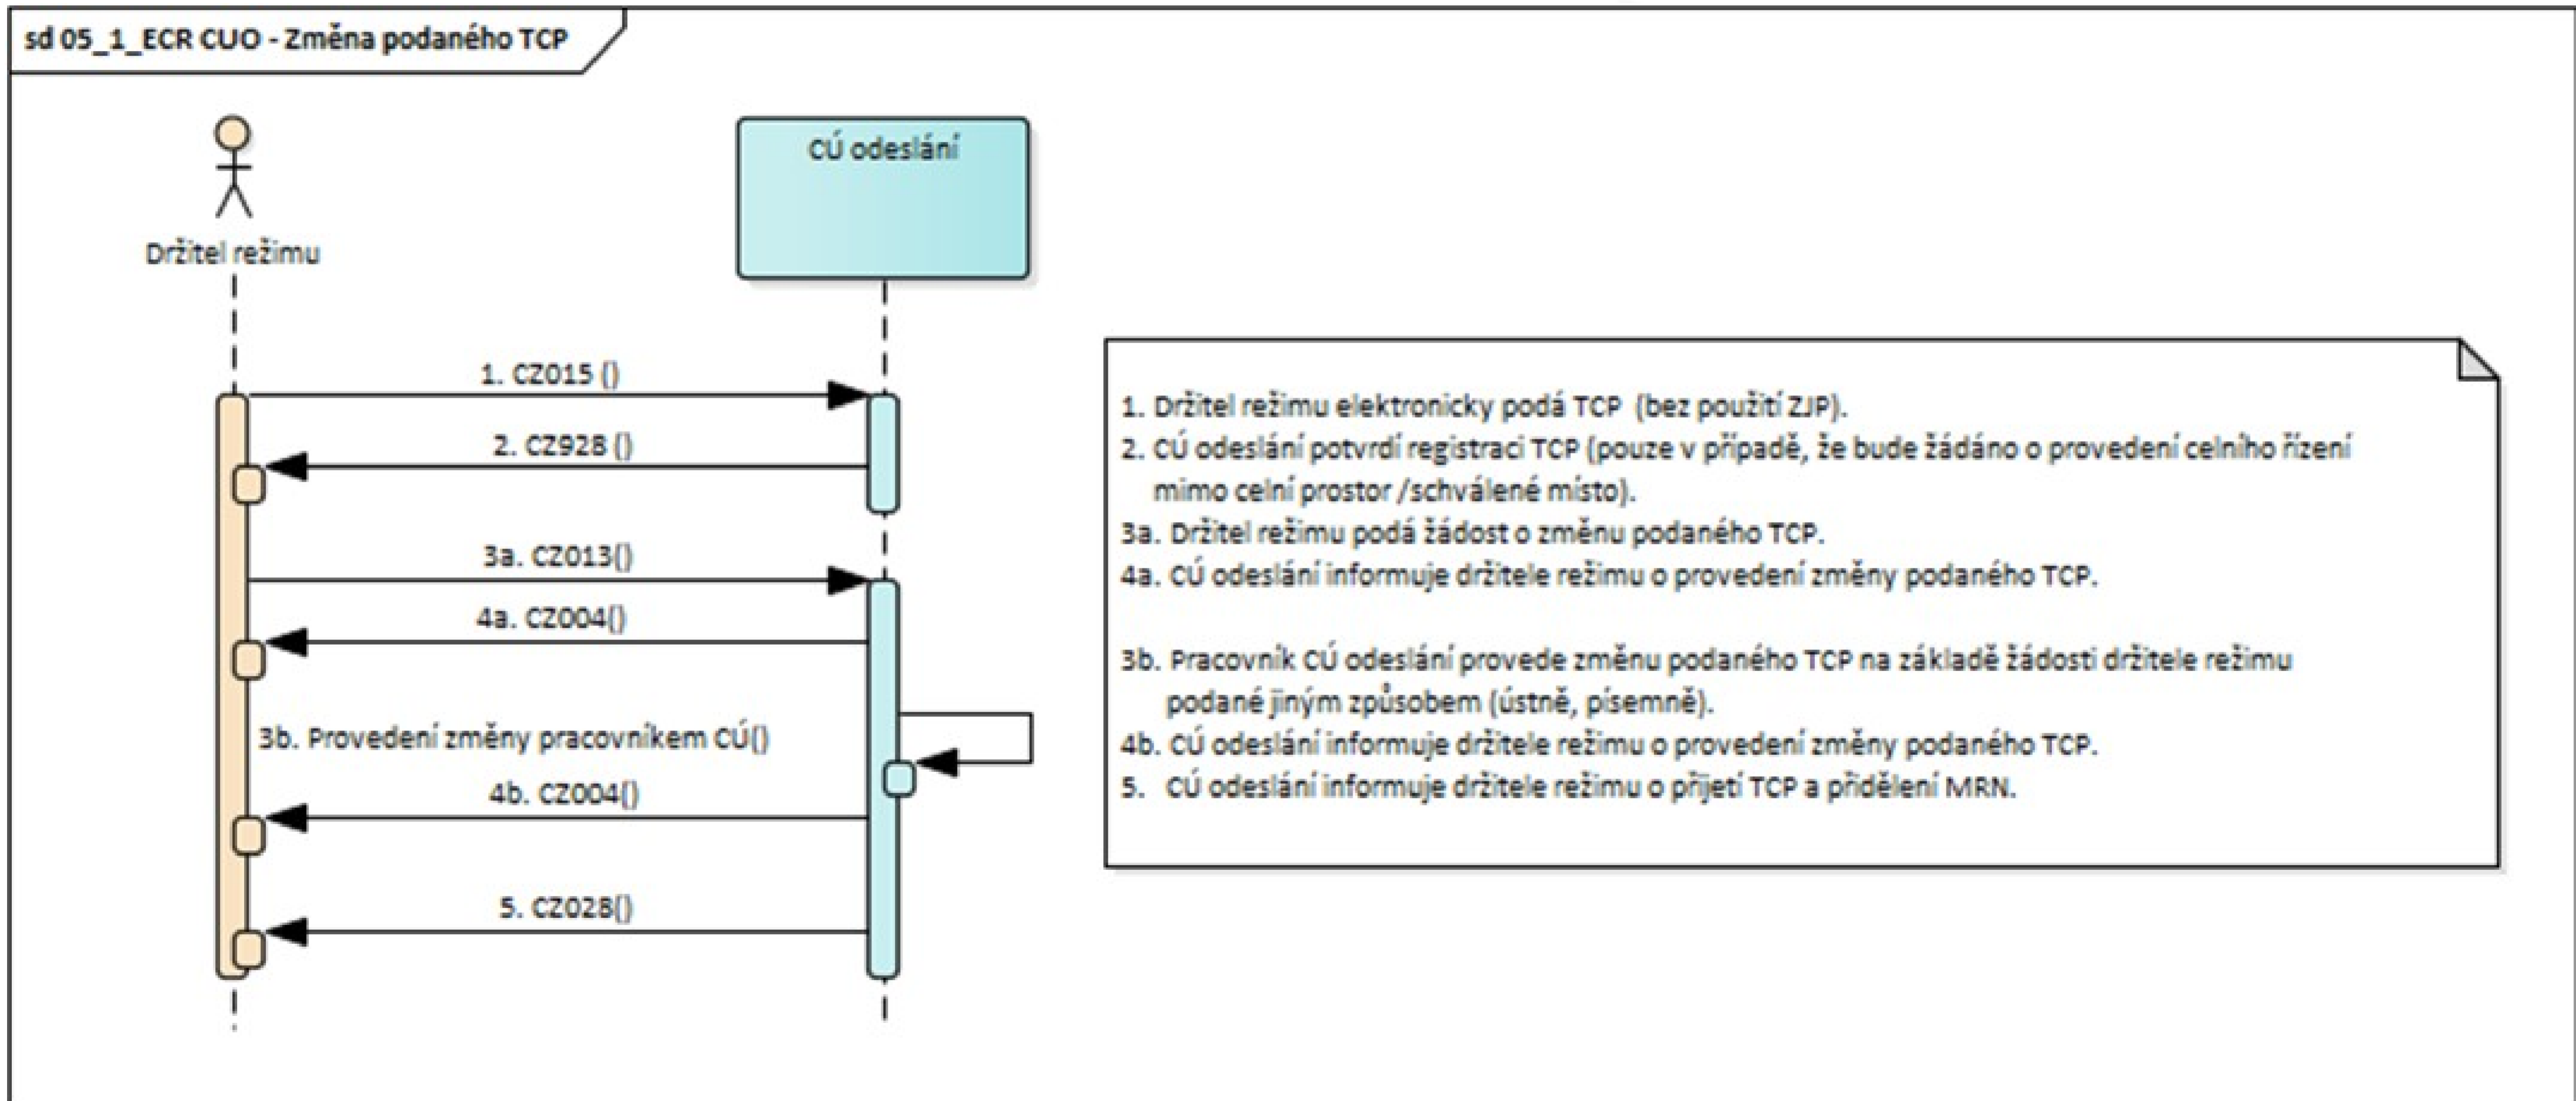 sd 05_1_ECR CUO - Změna podaného TCP
CÚ odeslání
Držitel režimu
1. CZ015 ()
2. CZ928 ()
3a. CZ013()
4a. CZ004()
3b. Provedení změny pracovníkem CÚ()
4b. CZ004()
5. CZ028()
1. Držitel režimu elektronicky podá TCP (bez použití ZJP).
2. CÚ odeslání potvrdí registraci TCP (pouze v případě, že bude žádáno o provedení celního řízení
mimo celní prostor /schválené místo).
3a. Držitel režimu podá žádost o změnu podaného TCP.
4a. CÚ odeslání informuje držitele režimu o provedení změny podaného TCP.
3b. Pracovník CÚ odeslání provede změnu podaného TCP na základě žádosti držitele režimu
podané jiným způsobem (ústně, písemně).
4b. CÚ odeslání informuje držitele režimu o provedení změny podaného TCP.
5. CÚ odeslání informuje držitele režimu o přijetí TCP a přidělení MRN.